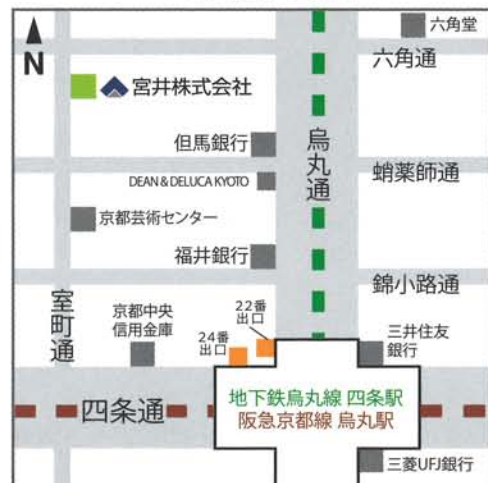 六角堂
六角通
N
宮井株式会社
但馬銀行
烏丸通
蛸薬師通
DEAN & DELUCA KYOTO
京都芸術センター
福井銀行
錦小路通
室町通
京都中央
信用金庫
22番
出口
24番
出口
三井住友
銀行
地下鉄烏丸線 四条駅
阪急京都線 烏丸駅
四条通
三菱UFJ銀行